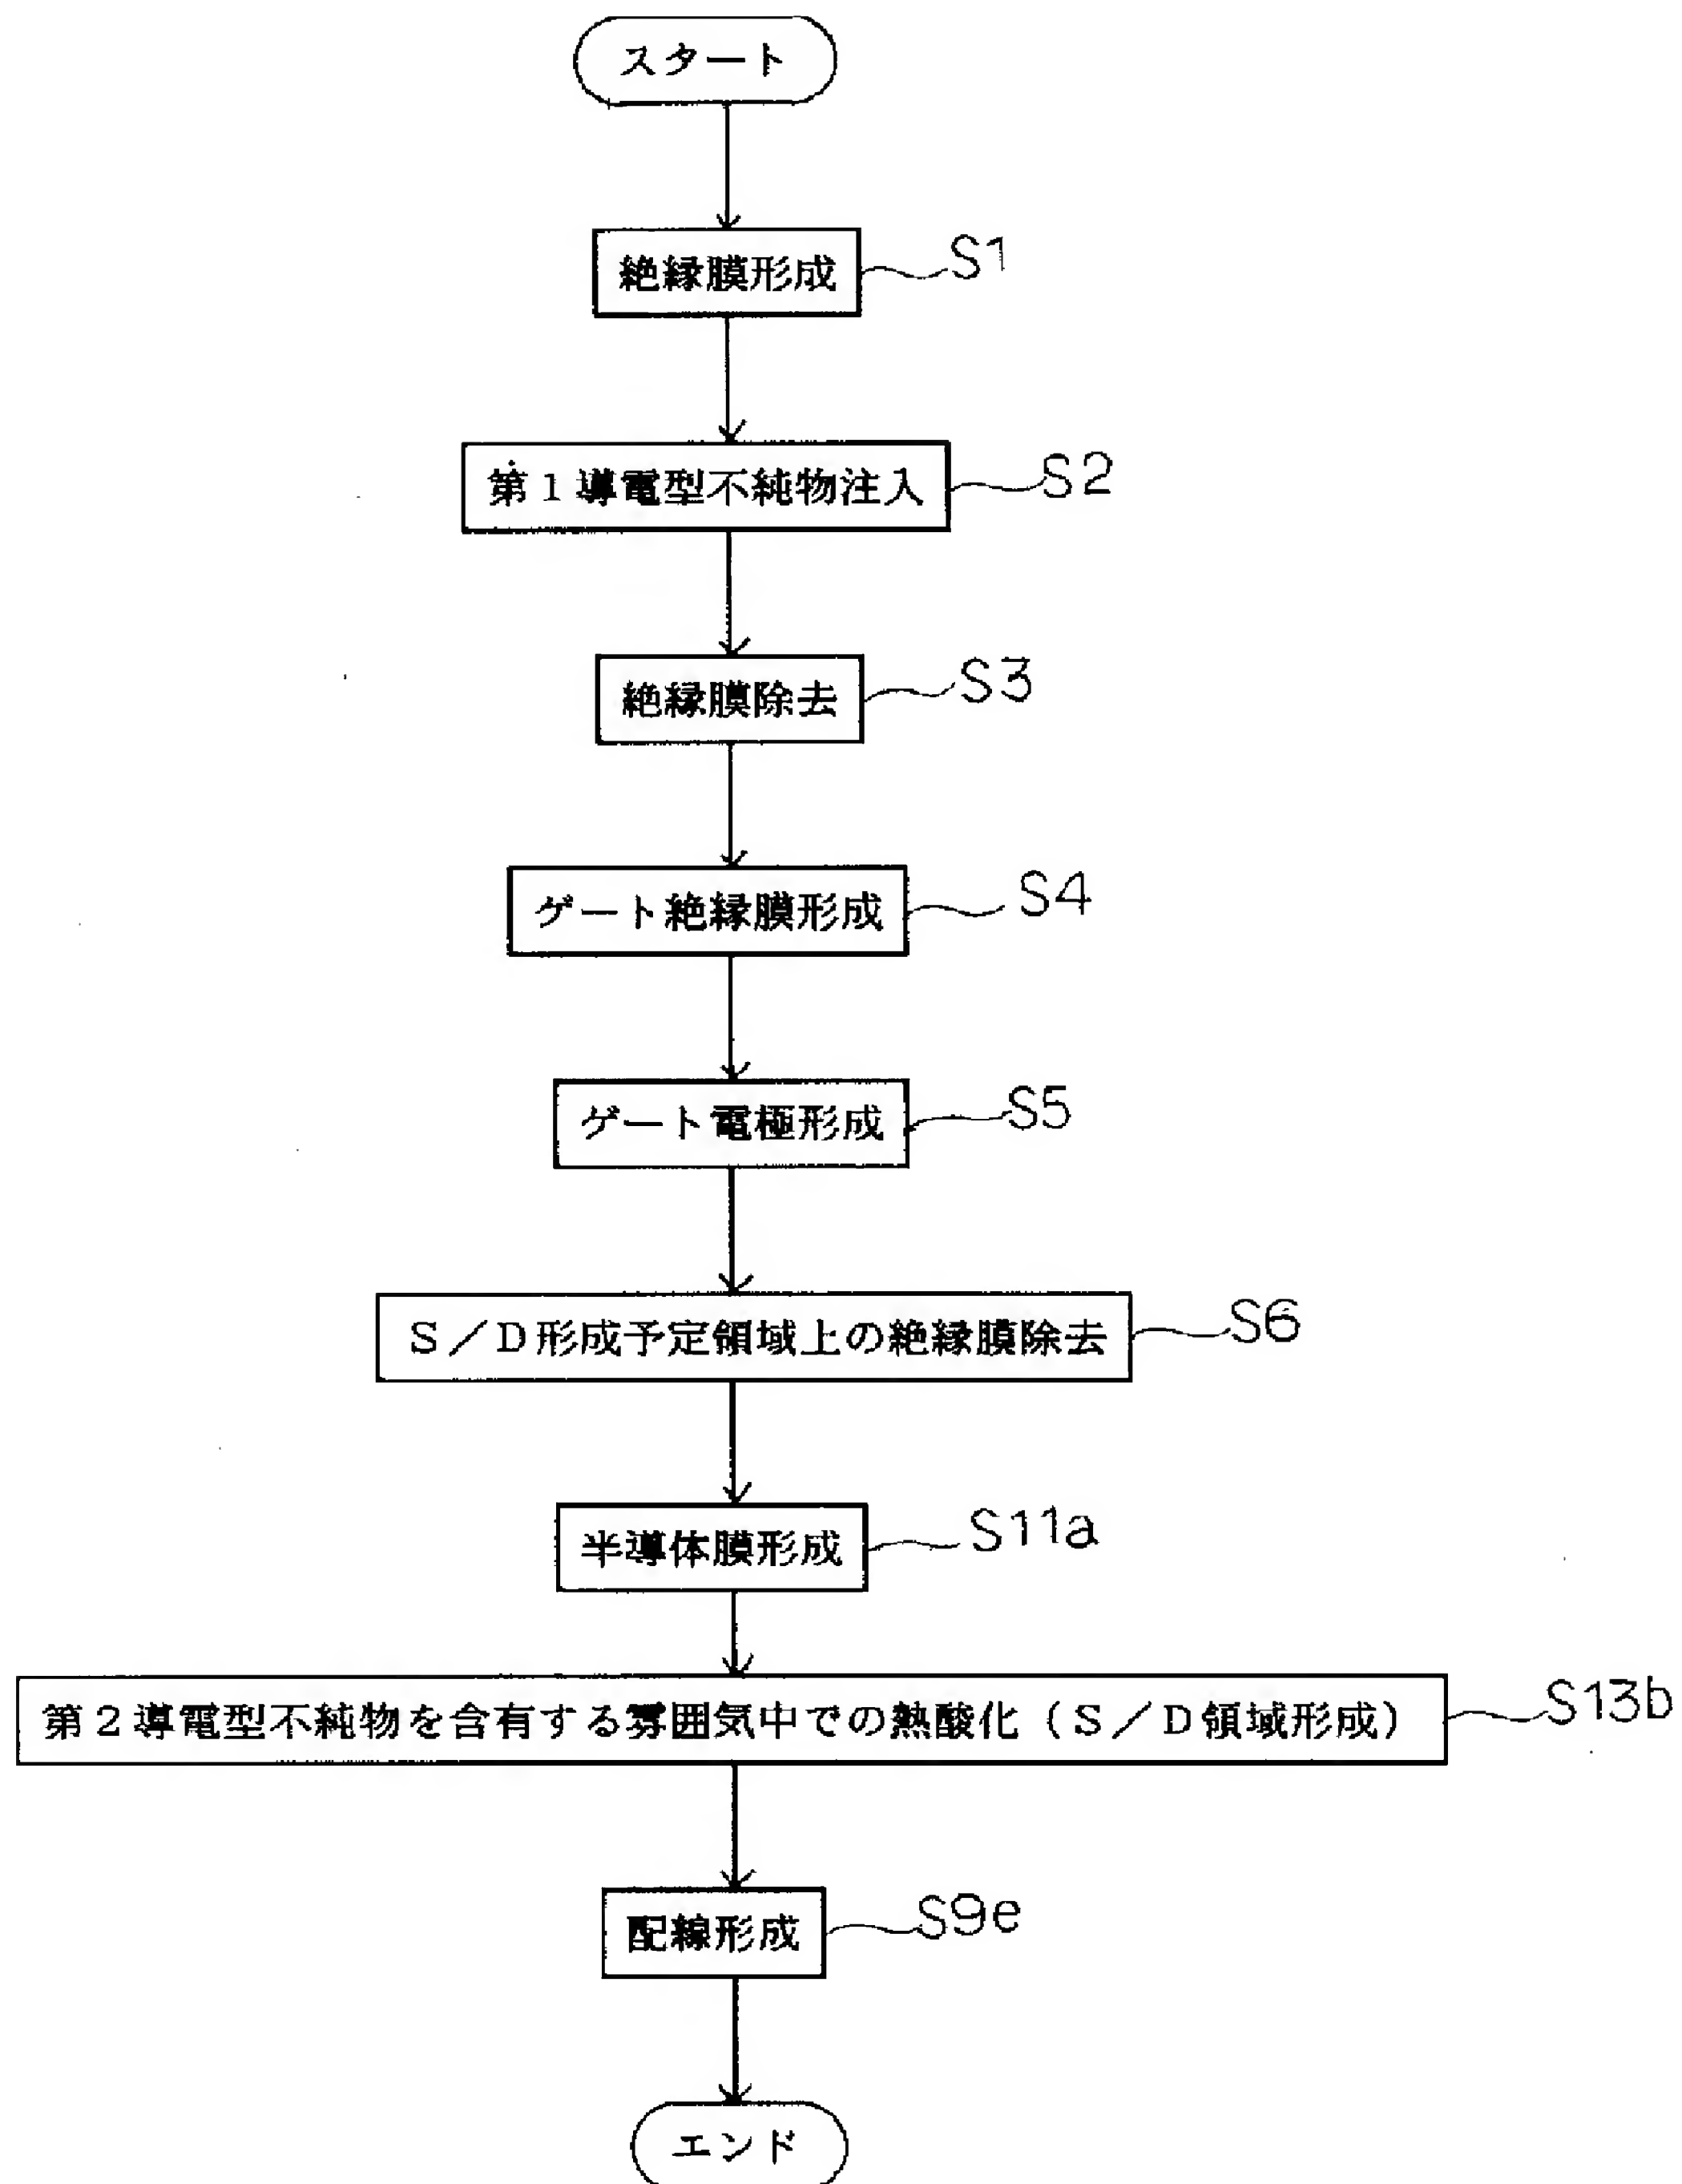 スタート
絶縁膜形成 S1
第1導電型不純物注入 S2
絶縁膜除去 S3
ゲート絶縁膜形成 S4
ゲート電極形成 S5
S/D形成予定領域上の絶縁膜除去 S6
半導体膜形成 S11a
第2導電型不純物を含有する雰囲気中での熱酸化(S/D領域形成) S13b
配線形成 S9e
エンド